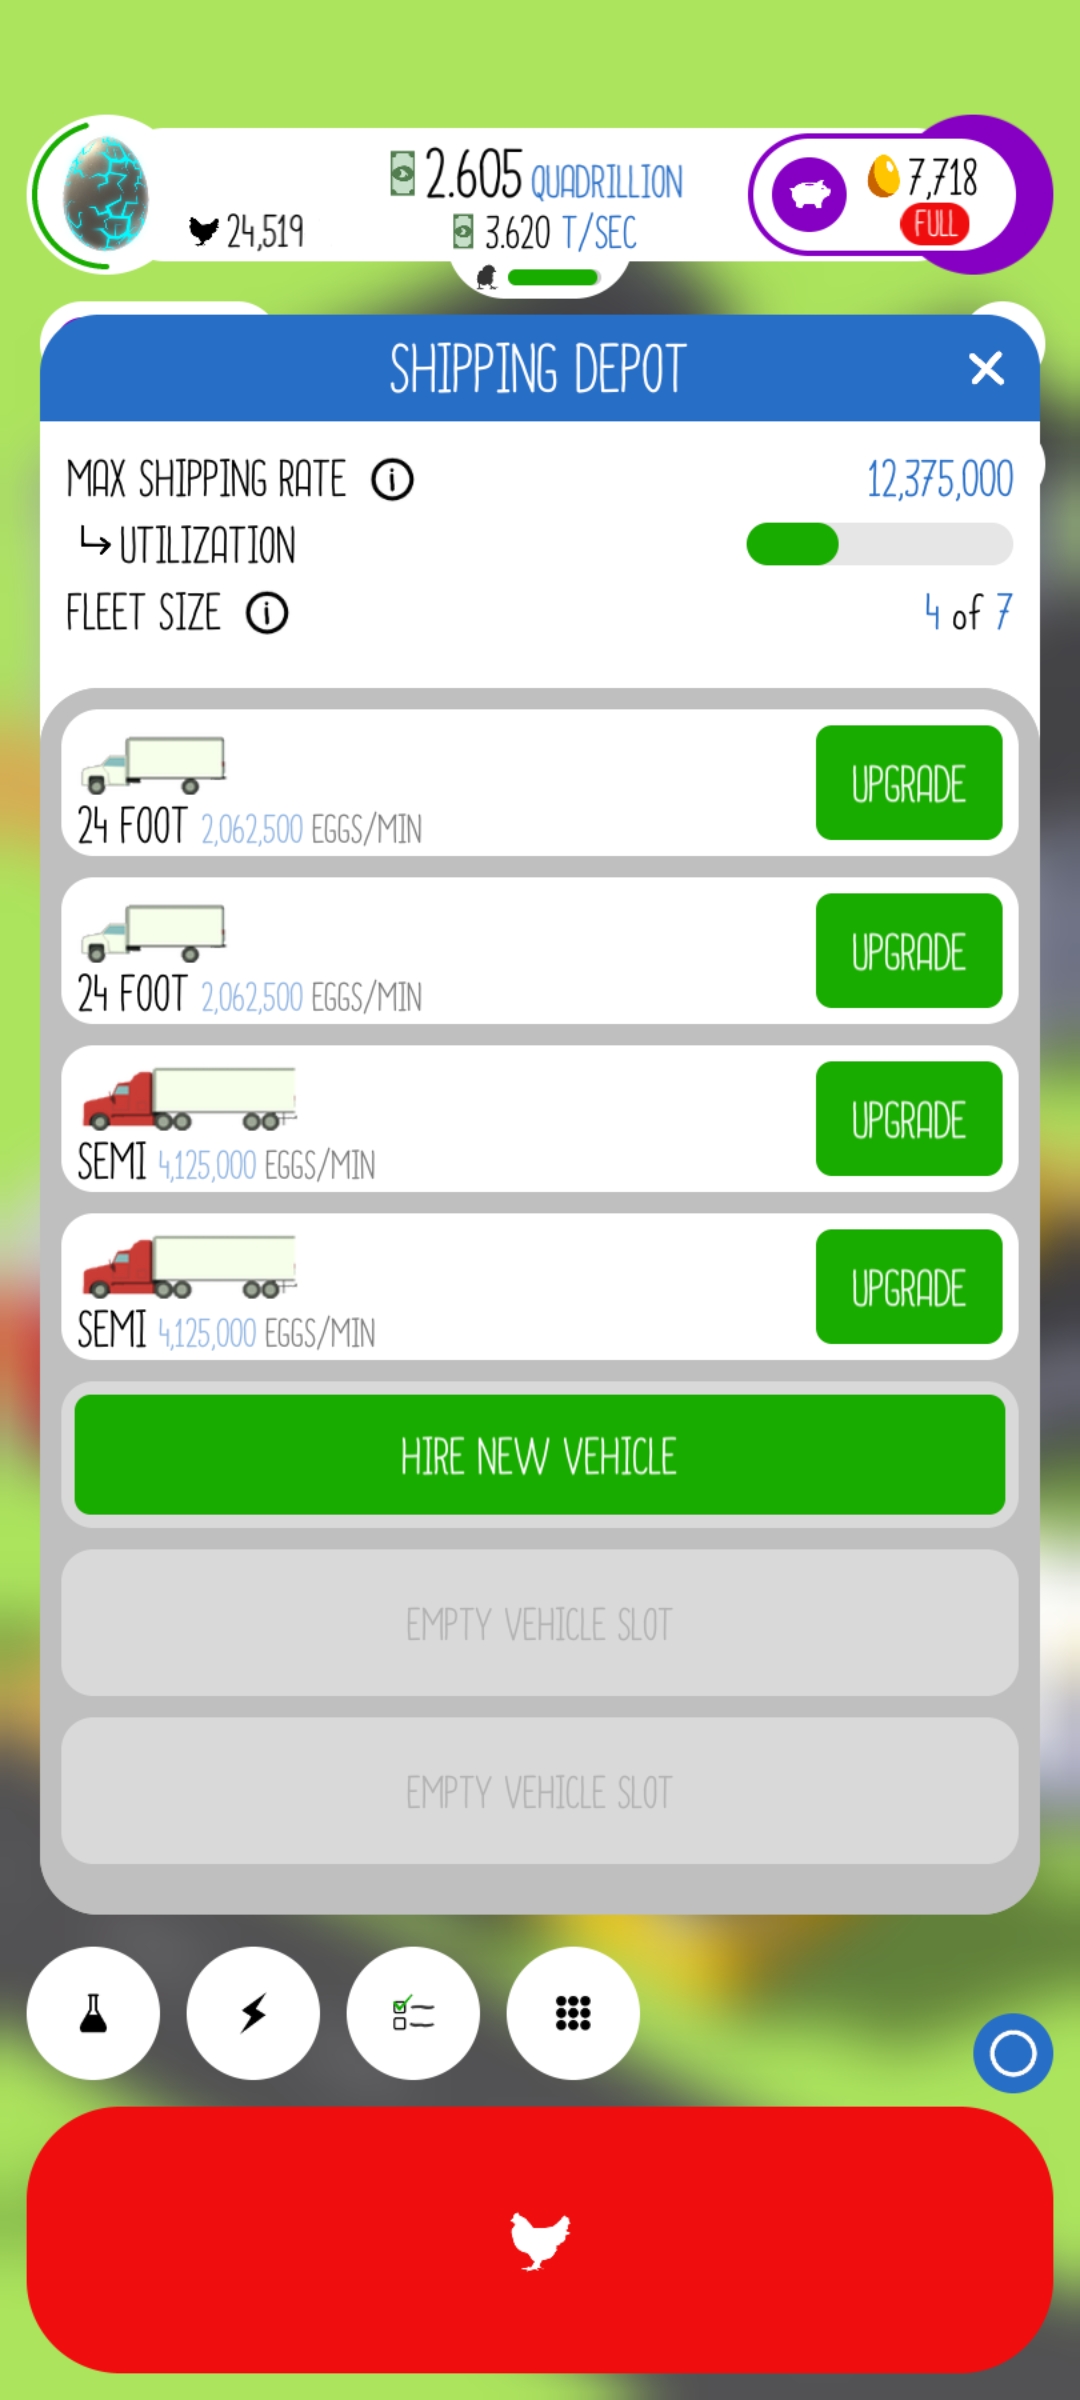 2.605 QUADRILLION
24,519
3.620 T/SEC
7,718
FULL
SHIPPING DEPOT
MAX SHIPPING RATE 12,375,000
UTILIZATION
FLEET SIZE 4 of 7
24 FOOT 2,062,500 EGGS/MIN
UPGRADE
24 FOOT 2,062,500 EGGS/MIN
UPGRADE
SEMI 4,125,000 EGGS/MIN
UPGRADE
SEMI 4,125,000 EGGS/MIN
UPGRADE
HIRE NEW VEHICLE
EMPTY VEHICLE SLOT
EMPTY VEHICLE SLOT